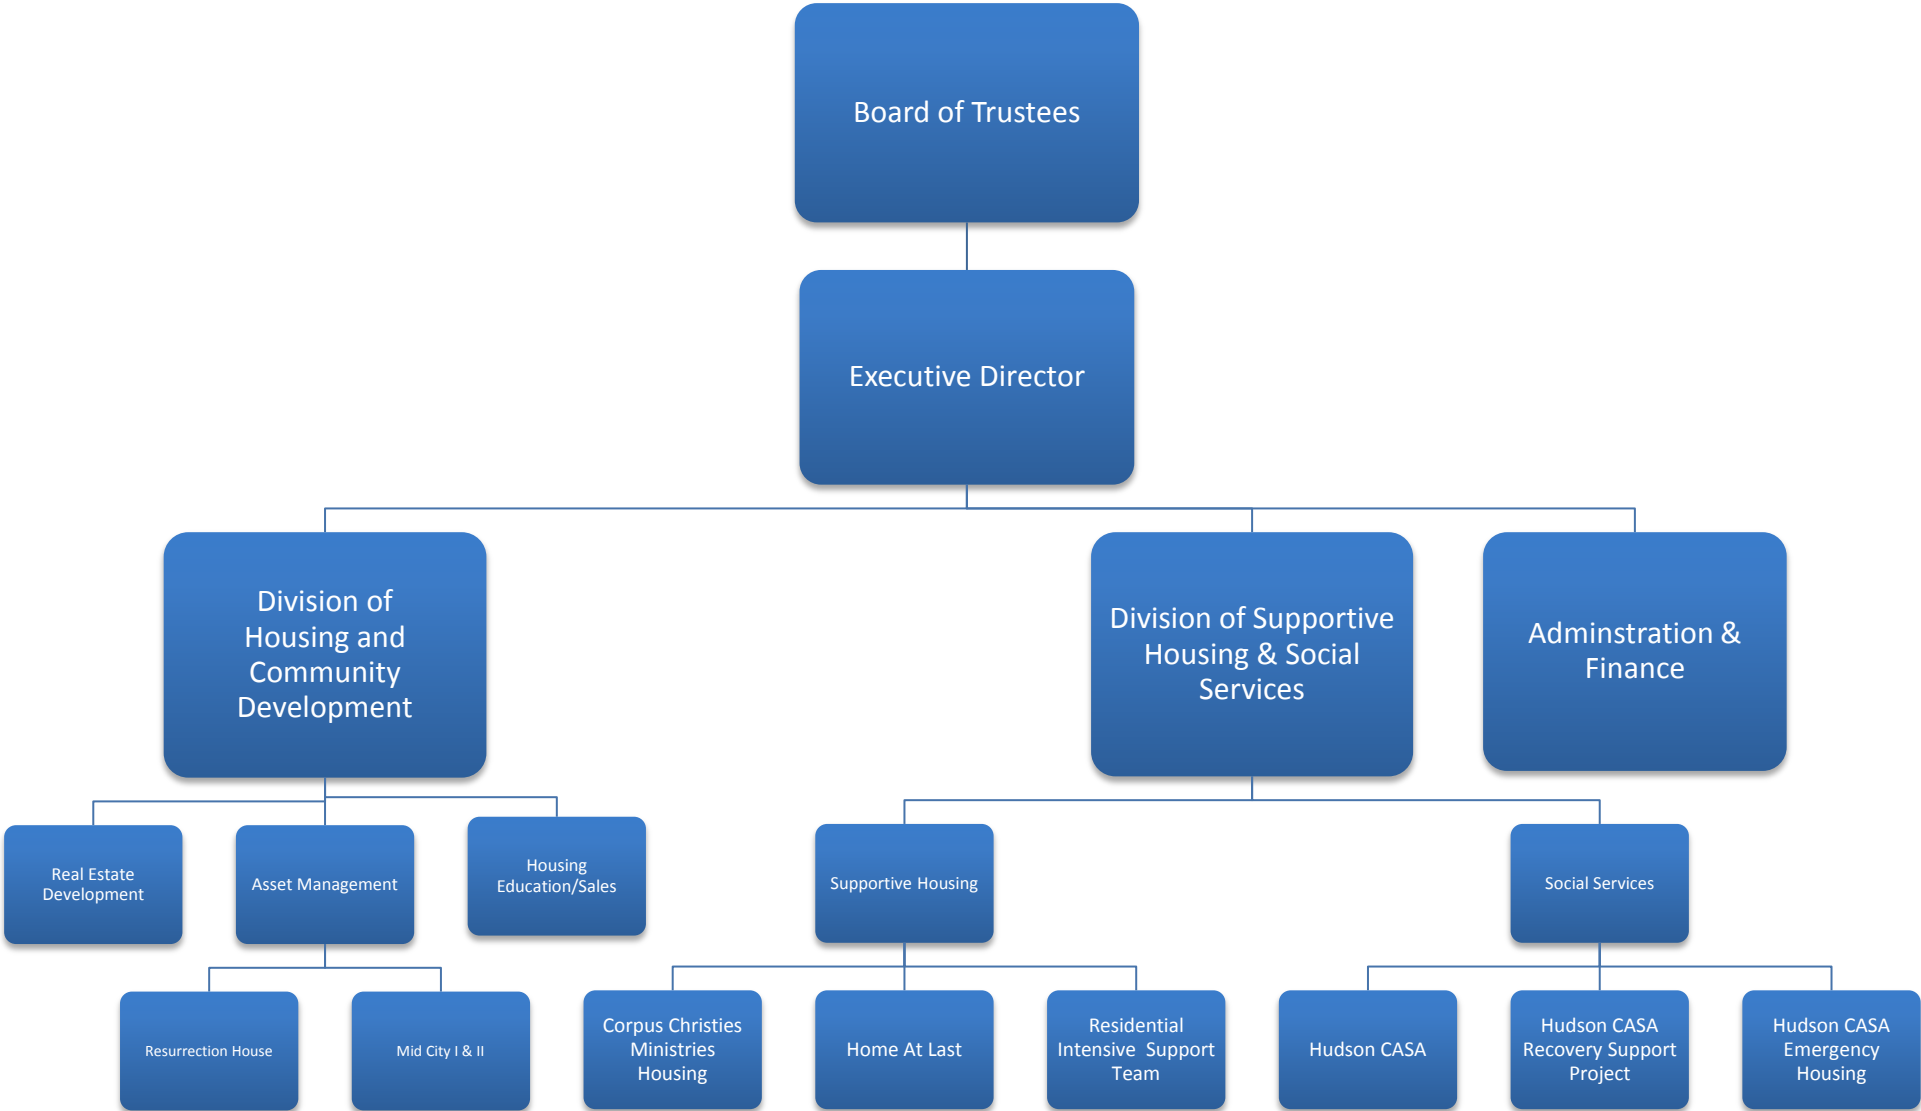 Board of Trustees
Executive Director
Division of
Housing and
Community
Development
Division of Supportive
Housing & Social
Services
Adminstration &
Finance
Real Estate
Development
Asset Management
Housing
Education/Sales
Supportive Housing
Social Services
Resurrection House
Mid City I & II
Corpus Christies
Ministries
Housing
Home At Last
Residential
Intensive  Support
Team
Hudson CASA
Hudson CASA
Recovery Support
Project
Hudson CASA
Emergency
Housing